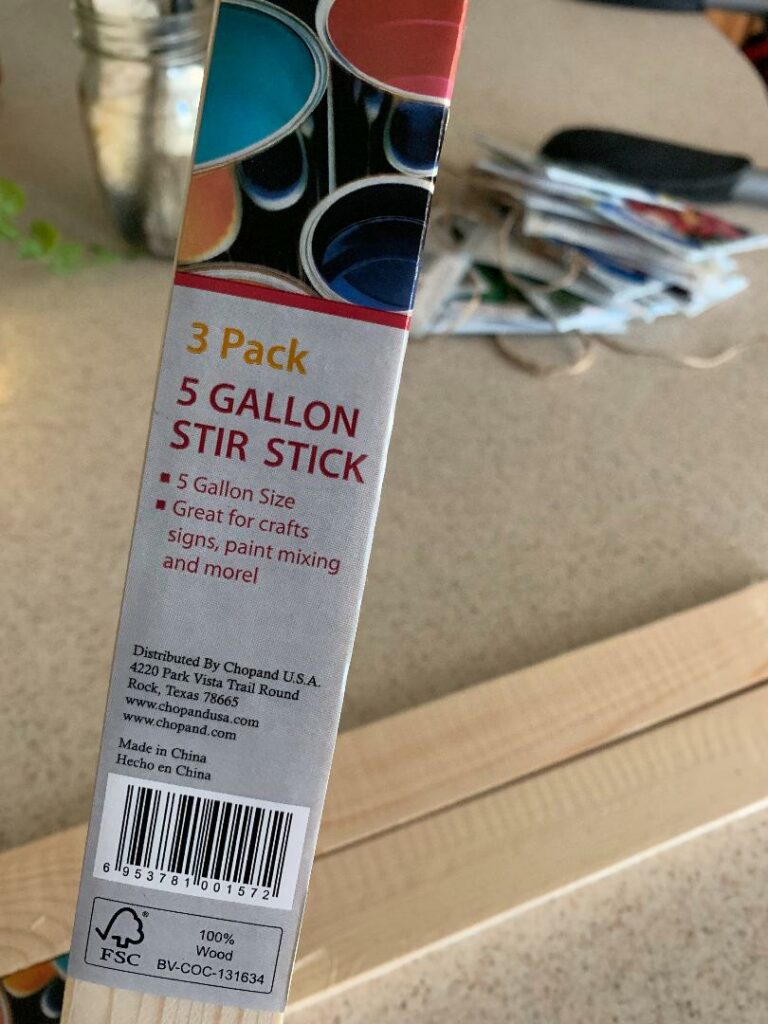 3 Pack
5 GALLON
STIR STICK
▪ 5 Gallon Size
▪ Great for crafts
signs, paint mixing
and more!
Distributed By Chopand U.S.A.
4220 Park Vista Trail Round
Rock, Texas 78665
www.chopandusa.com
www.chopand.com
Made in China
Hecho en China
6 953781 001572
FSC®
100%
Wood
BV-COC-131634